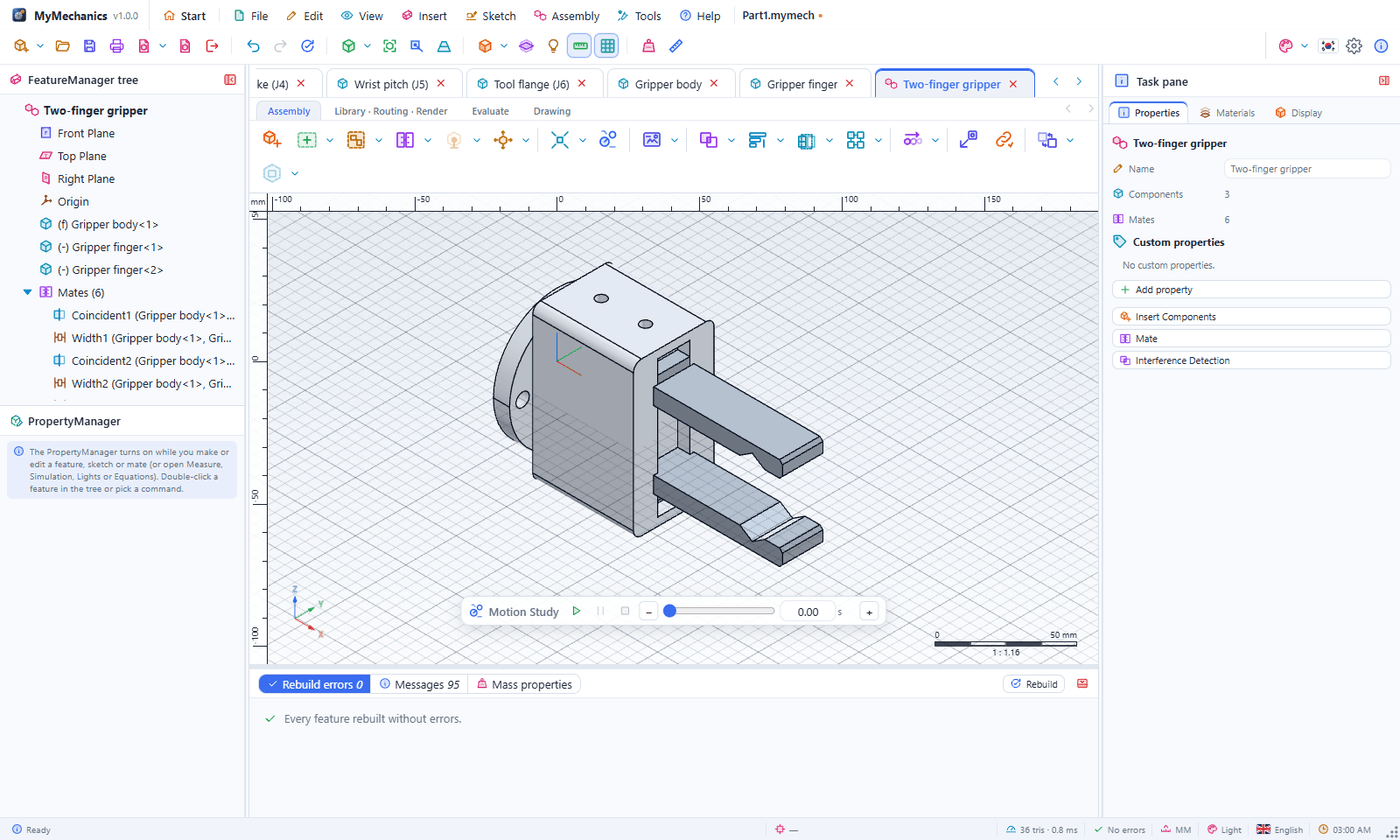 MyMechanics v1.0.0
Start
File
Edit
View
Insert
Sketch
Assembly
Tools
Help
Part1.mymech
FeatureManager tree
Two-finger gripper
Front Plane
Top Plane
Right Plane
Origin
(f) Gripper body<1>
(-) Gripper finger<1>
(-) Gripper finger<2>
Mates (6)
Coincident1 (Gripper body<1>...
Width1 (Gripper body<1>, Gri...
Coincident2 (Gripper body<1>...
Width2 (Gripper body<1>, Gri...
PropertyManager
The PropertyManager turns on while you make or
edit a feature, sketch or mate (or open Measure,
Simulation, Lights or Equations). Double-click a
feature in the tree or pick a command.
ke (J4)
Wrist pitch (J5)
Tool flange (J6)
Gripper body
Gripper finger
Two-finger gripper
Assembly
Library · Routing · Render
Evaluate
Drawing
mm
-100
-50
0
50
100
150
0
-50
-100
Z
Y
X
Motion Study
0.00
s
0
50 mm
1 : 1.16
Rebuild errors 0
Messages 95
Mass properties
Rebuild
Every feature rebuilt without errors.
Task pane
Properties
Materials
Display
Two-finger gripper
Name
Two-finger gripper
Components
3
Mates
6
Custom properties
No custom properties.
Add property
Insert Components
Mate
Interference Detection
Ready
—
36 tris · 0.8 ms
No errors
MM
Light
English
03:00 AM